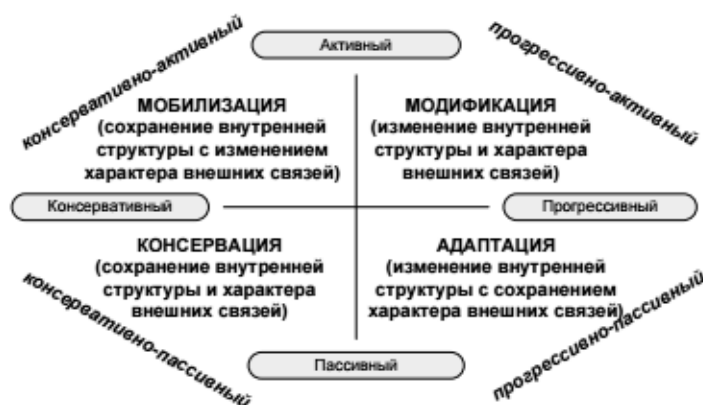 Активный
консервативно-активный
прогрессивно-активный
МОБИЛИЗАЦИЯ
(сохранение внутренней
структуры с изменением
характера внешних связей)
МОДИФИКАЦИЯ
(изменение внутренней
структуры и характера
внешних связей)
Консервативный
Прогрессивный
КОНСЕРВАЦИЯ
(сохранение внутренней
структуры и характера
внешних связей)
АДАПТАЦИЯ
(изменение внутренней
структуры с сохранением
характера внешних связей)
консервативно-пассивный
прогрессивно-пассивный
Пассивный